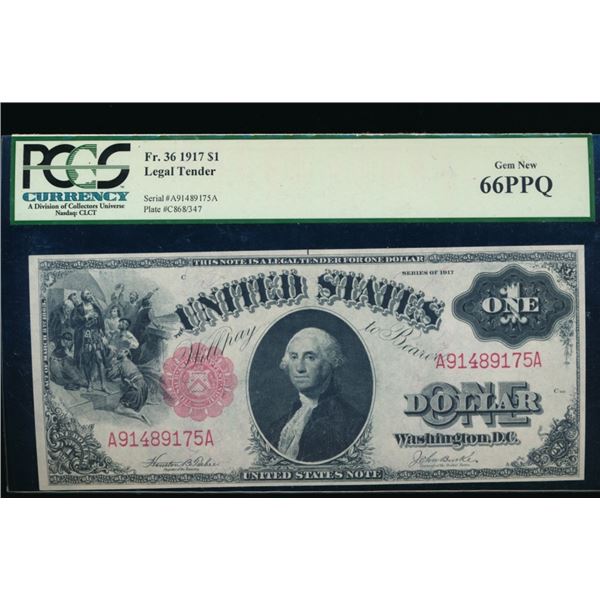 PCGS
CURRENCY
A Division of Collectors Universe
Nasdaq: CLCT
Fr. 36 1917 $1
Legal Tender
Serial #A91489175A
Plate #C868/347
Gem New
66PPQ
THIS NOTE IS A LEGAL TENDER FOR ONE DOLLAR
C
SERIES OF 1917
UNITED STATES
ONE
Will pay to Bearer
A91489175A
ONE
DOLLAR
A91489175A
Washington, D.C.
UNITED STATES NOTE